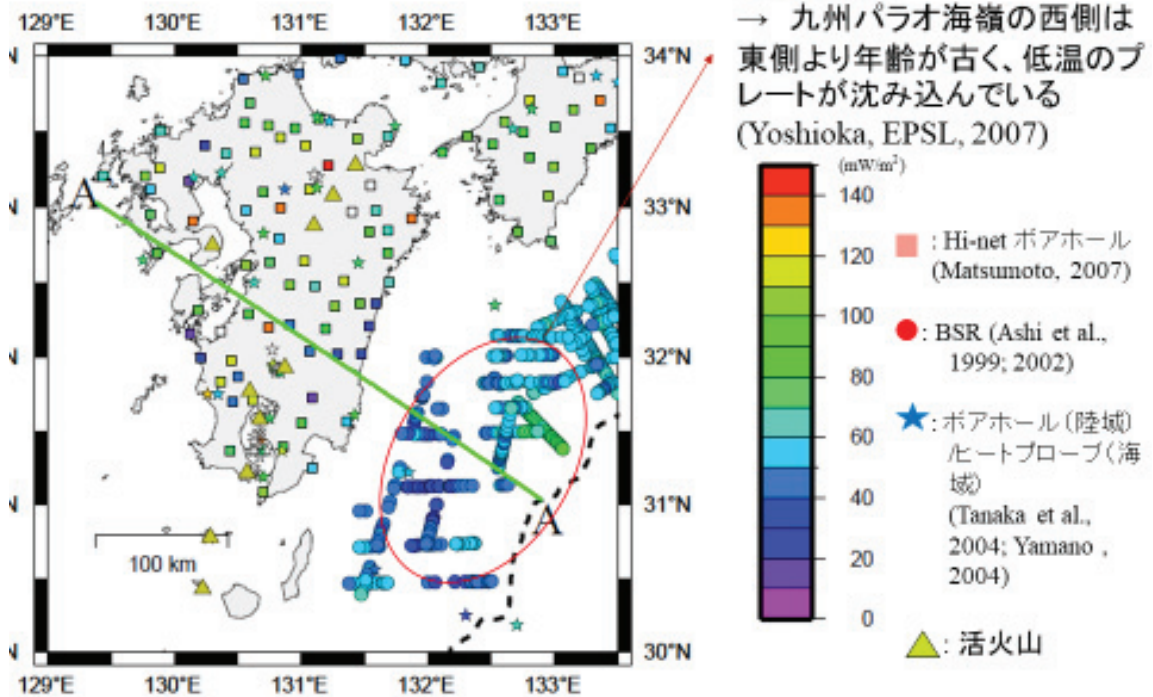 129°E 130°E 131°E 132°E 133°E
→ 九州パラオ海嶺の西側は
東側より年齢が古く、低温のプ
レートが沈み込んでいる
(Yoshioka, EPSL, 2007)
34°N
33°N
32°N
31°N
30°N
N
N
N
N
A
A
100 km
129°E 130°E 131°E 132°E 133°E
(mW/m²)
140
120
100
80
60
40
20
0
: Hi-net ボアホール
(Matsumoto, 2007)
: BSR (Ashi et al.,
1999; 2002)
: ボアホール(陸域)
/ヒートプローブ(海
域)
(Tanaka et al.,
2004; Yamano ,
2004)
: 活火山